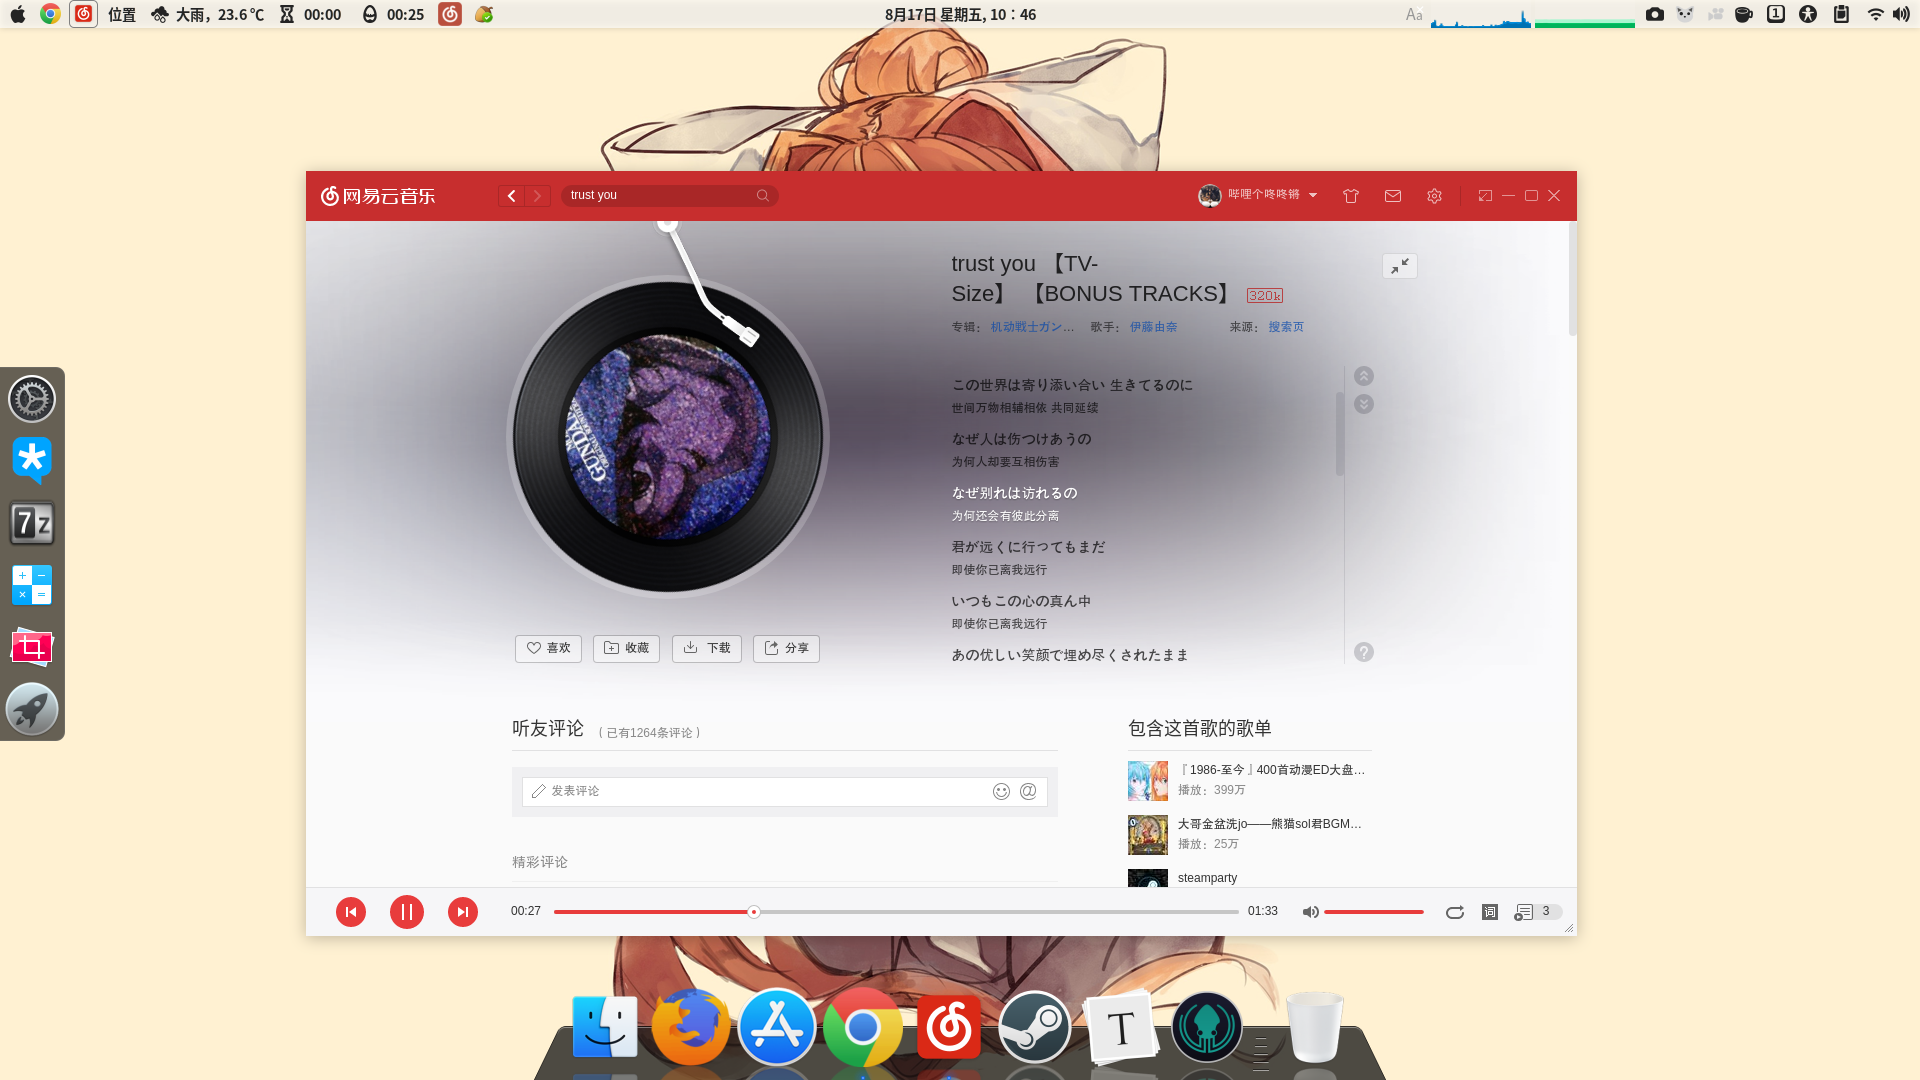 位置 大雨，23.6 ℃ 00:00 00:25 8月17日 星期五, 10：46 Aa 1
网易云音乐 trust you 哔哩个咚咚锵
trust you 【TV-
Size】 【BONUS TRACKS】 320k
专辑： 机动戦士ガン... 歌手： 伊藤由奈 来源： 搜索页
この世界は寄り添い合い 生きてるのに
世间万物相辅相依 共同延续
なぜ人は伤つけあうの
为何人却要互相伤害
なぜ别れは访れるの
为何还会有彼此分离
君が远くに行ってもまだ
即使你已离我远行
いつもこの心の真ん中
即使你已离我远行
あの优しい笑颜で埋め尽くされたまま
GUNDAM
喜欢 收藏 下载 分享
听友评论 （已有1264条评论）
发表评论 @
精彩评论
包含这首歌的歌单
『1986-至今』400首动漫ED大盘...
播放：399万
大哥金盆洗jo——熊猫sol君BGM...
播放：25万
steamparty
00:27 01:33 词 3
7z
T